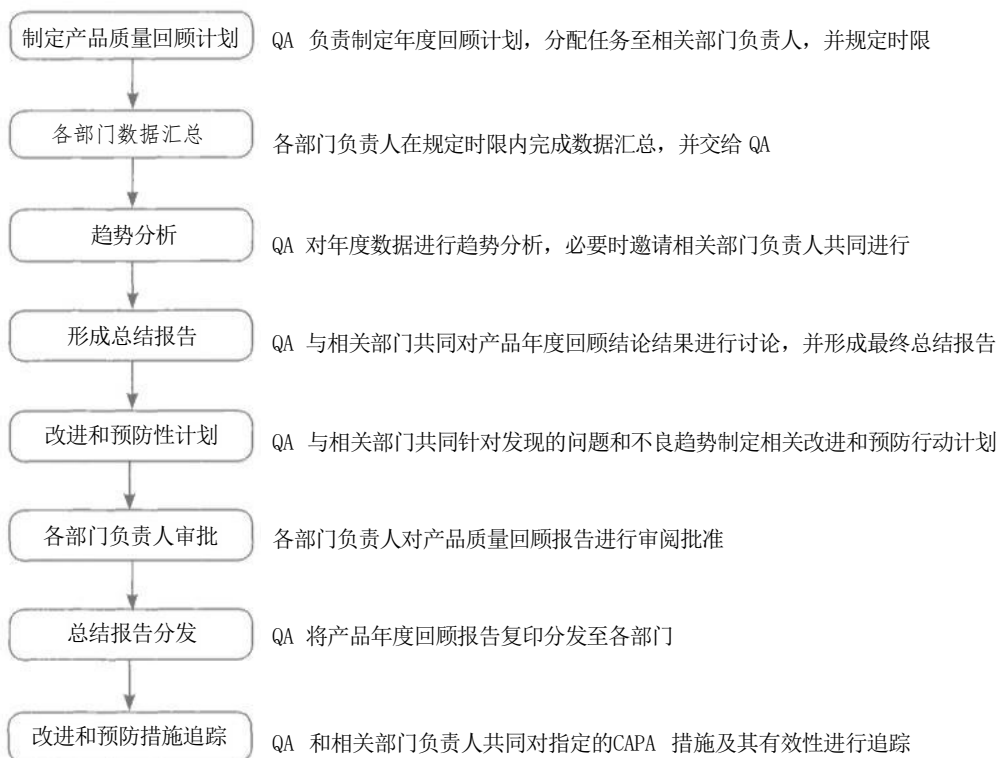 制定产品质量回顾计划
QA 负责制定年度回顾计划，分配任务至相关部门负责人，并规定时限
各部门数据汇总
各部门负责人在规定时限内完成数据汇总，并交给 QA
趋势分析
QA 对年度数据进行趋势分析，必要时邀请相关部门负责人共同进行
形成总结报告
QA 与相关部门共同对产品年度回顾结论结果进行讨论，并形成最终总结报告
改进和预防性计划
QA 与相关部门共同针对发现的问题和不良趋势制定相关改进和预防行动计划
各部门负责人审批
各部门负责人对产品质量回顾报告进行审阅批准
总结报告分发
QA 将产品年度回顾报告复印分发至各部门
改进和预防措施追踪
QA 和相关部门负责人共同对指定的CAPA 措施及其有效性进行追踪